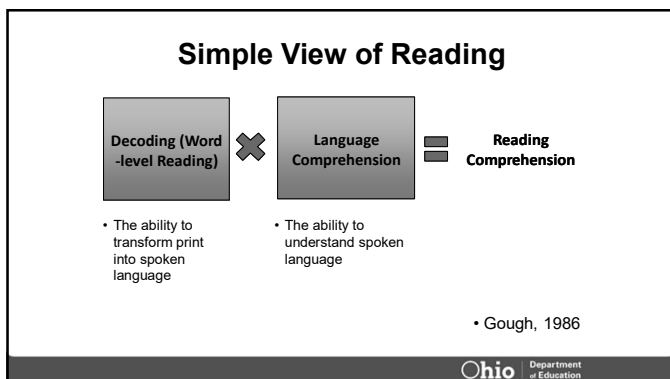 Simple View of Reading
Decoding (Word
-level Reading)
Language
Comprehension
Reading
Comprehension
• The ability to
transform print
into spoken
language
• The ability to
understand spoken
language
• Gough, 1986
Ohio | Department
of Education